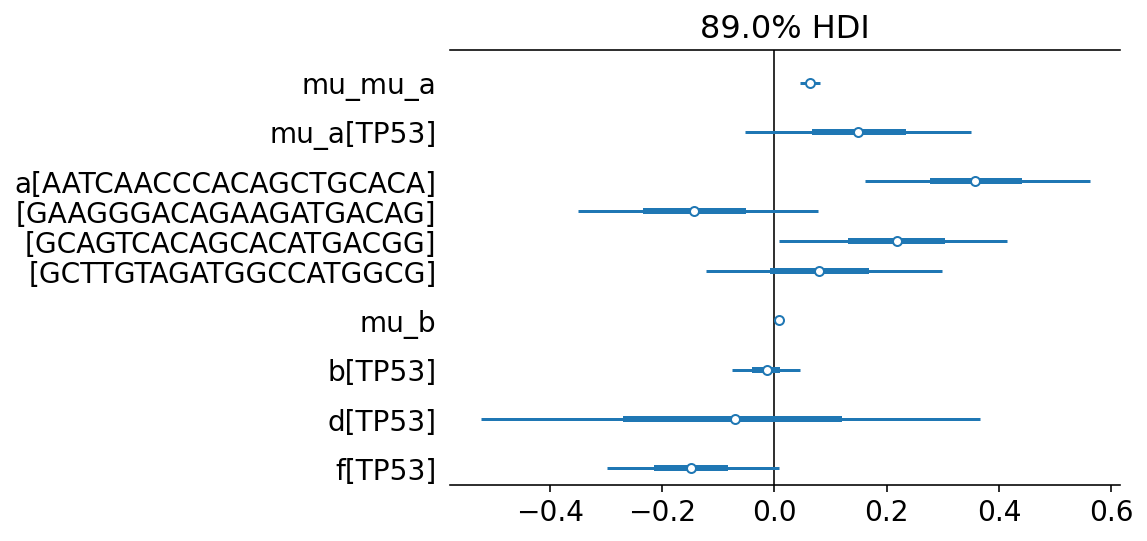 89.0% HDI
mu_mu_a
mu_a[TP53]
a[AATCAACCCACAGCTGCACA]
[GAAGGGACAGAAGATGACAG]
[GCAGTCACAGCACATGACGG]
[GCTTGTAGATGGCCATGGCG]
mu_b
b[TP53]
d[TP53]
f[TP53]
−0.4 −0.2 0.0 0.2 0.4 0.6